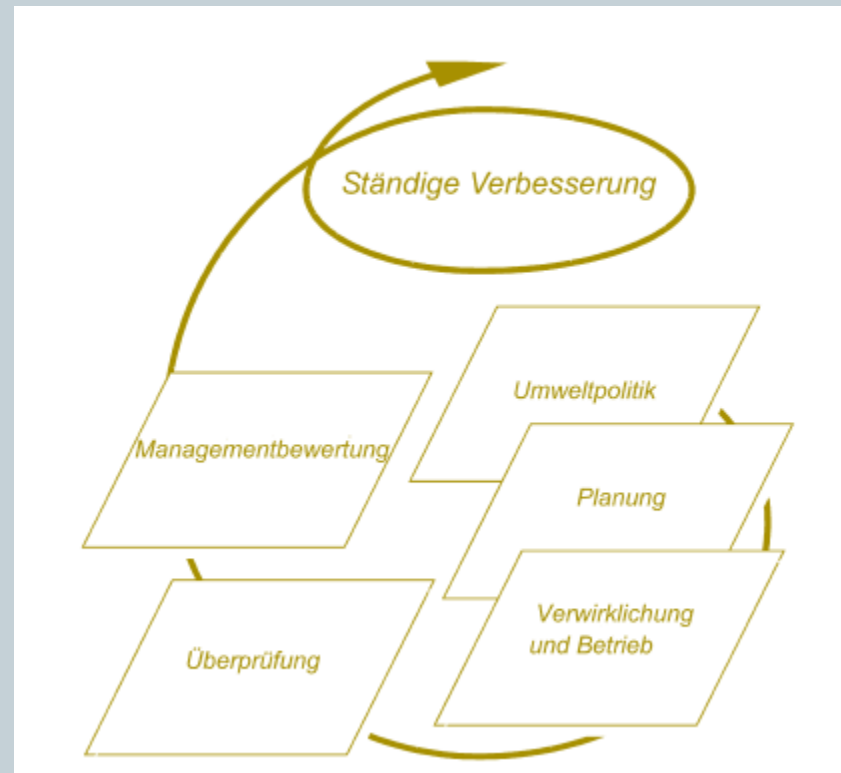 Ständige Verbesserung
Umweltpolitik
Planung
Verwirklichung
und Betrieb
Überprüfung
Managementbewertung